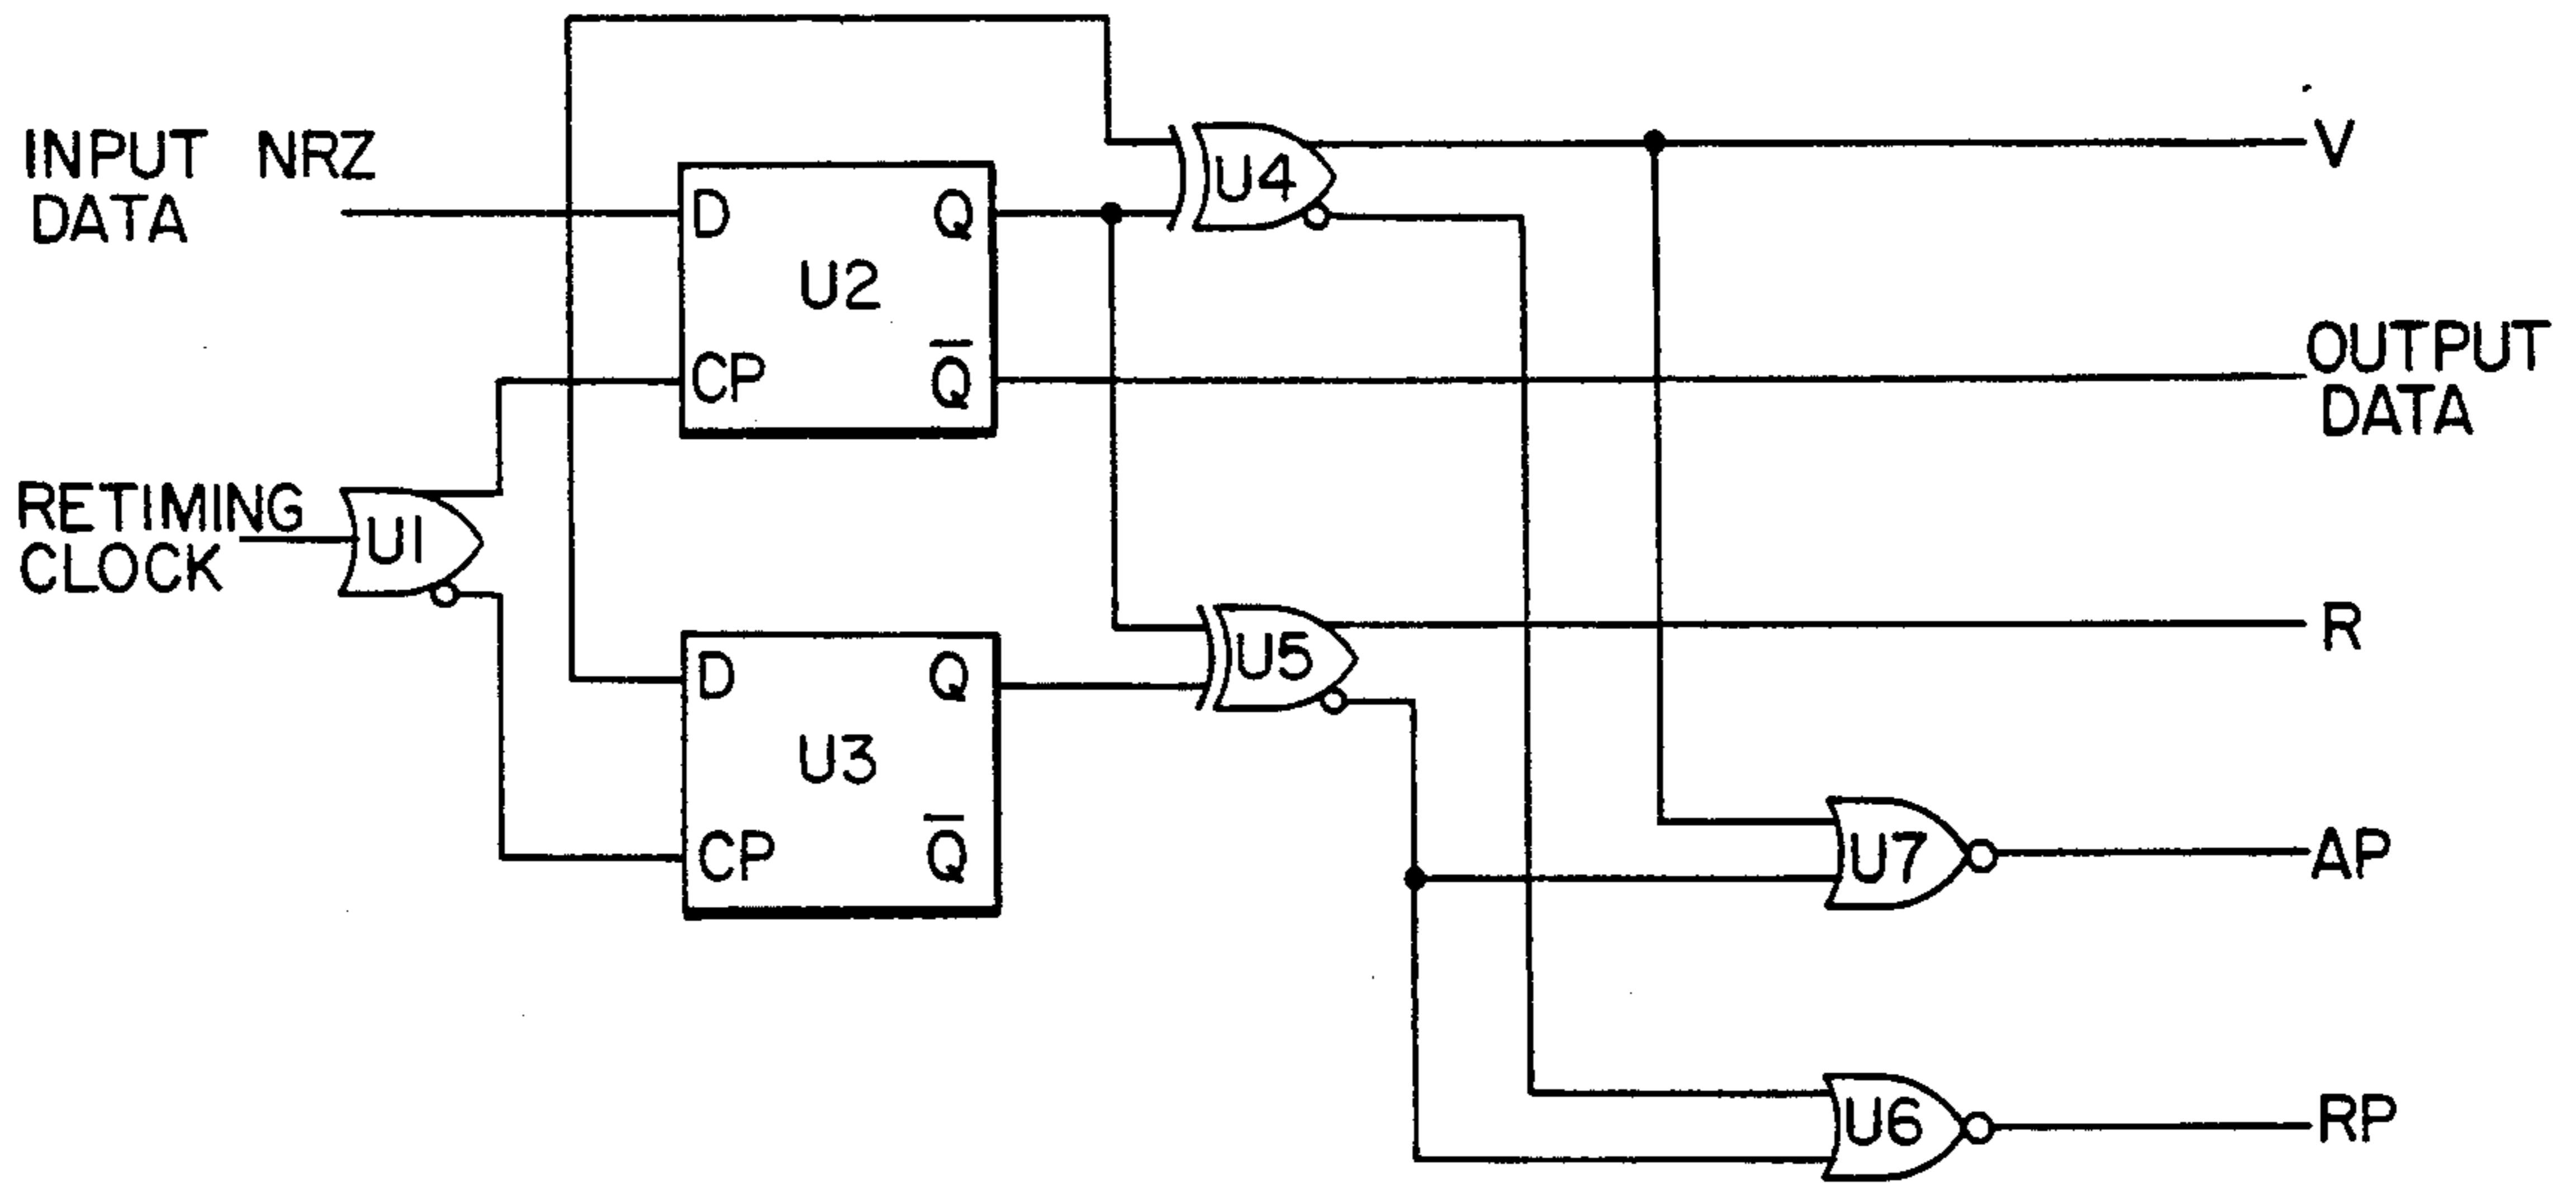 INPUT NRZ
DATA
RETIMING
CLOCK
U1
D
Q
U2
CP
Q̅
D
Q
U3
CP
Q̅
U4
U5
U7
U6
V
OUTPUT
DATA
R
AP
RP